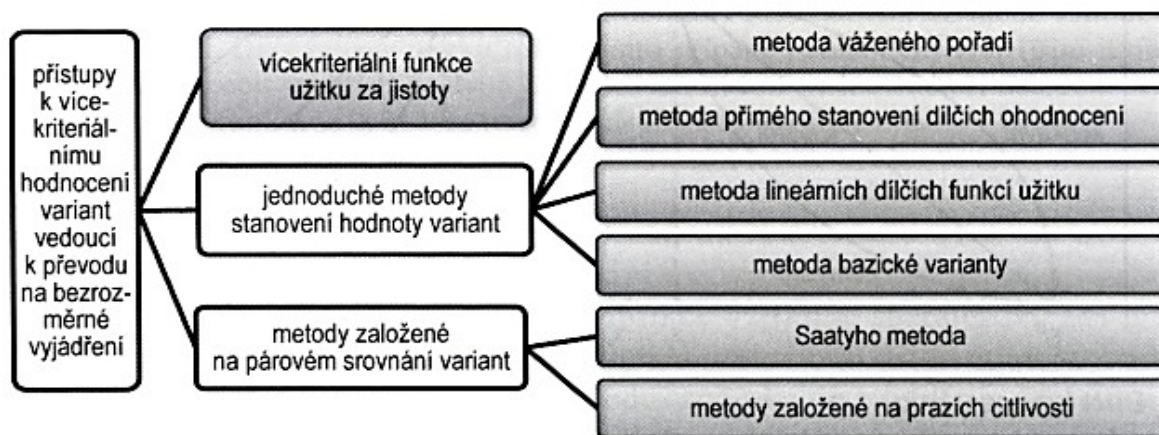 přístupy
k více-
kriteriál-
nímu
hodnocení
variant
vedoucí
k převodu
na bezroz-
měrné
vyjádření
vícekriteriální funkce
užitku za jistoty
jednoduché metody
stanovení hodnoty variant
metody založené
na párovém srovnání variant
metoda váženého pořadí
metoda přímého stanovení dílčích ohodnocení
metoda lineárních dílčích funkcí užitku
metoda bazické varianty
Saatyho metoda
metody založené na prazích citlivosti